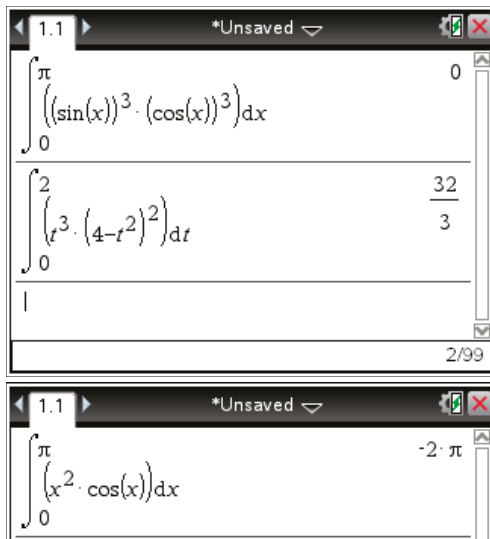 1.1 *Unsaved
∫₀^π ((sin(x))³·(cos(x))³)dx 0
∫₀² (t³·(4-t²)²)dt 32/3
2/99
1.1 *Unsaved
∫₀^π (x²·cos(x))dx -2·π